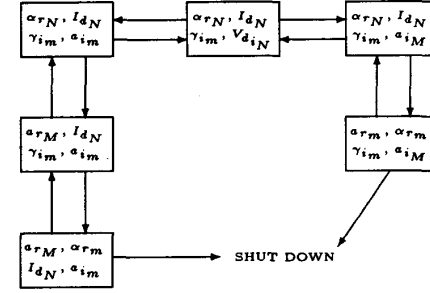 α_{r_N}, I_{d_N}
γ_{i_m}, a_{i_m}
α_{r_N}, I_{d_N}
γ_{i_m}, V_{d_{i_N}}
α_{r_N}, I_{d_N}
γ_{i_m}, a_{i_M}
a_{r_M}, I_{d_N}
γ_{i_m}, a_{i_m}
a_{r_m}, α_{r_m}
γ_{i_m}, a_{i_M}
a_{r_M}, α_{r_m}
I_{d_N}, a_{i_m}
SHUT DOWN